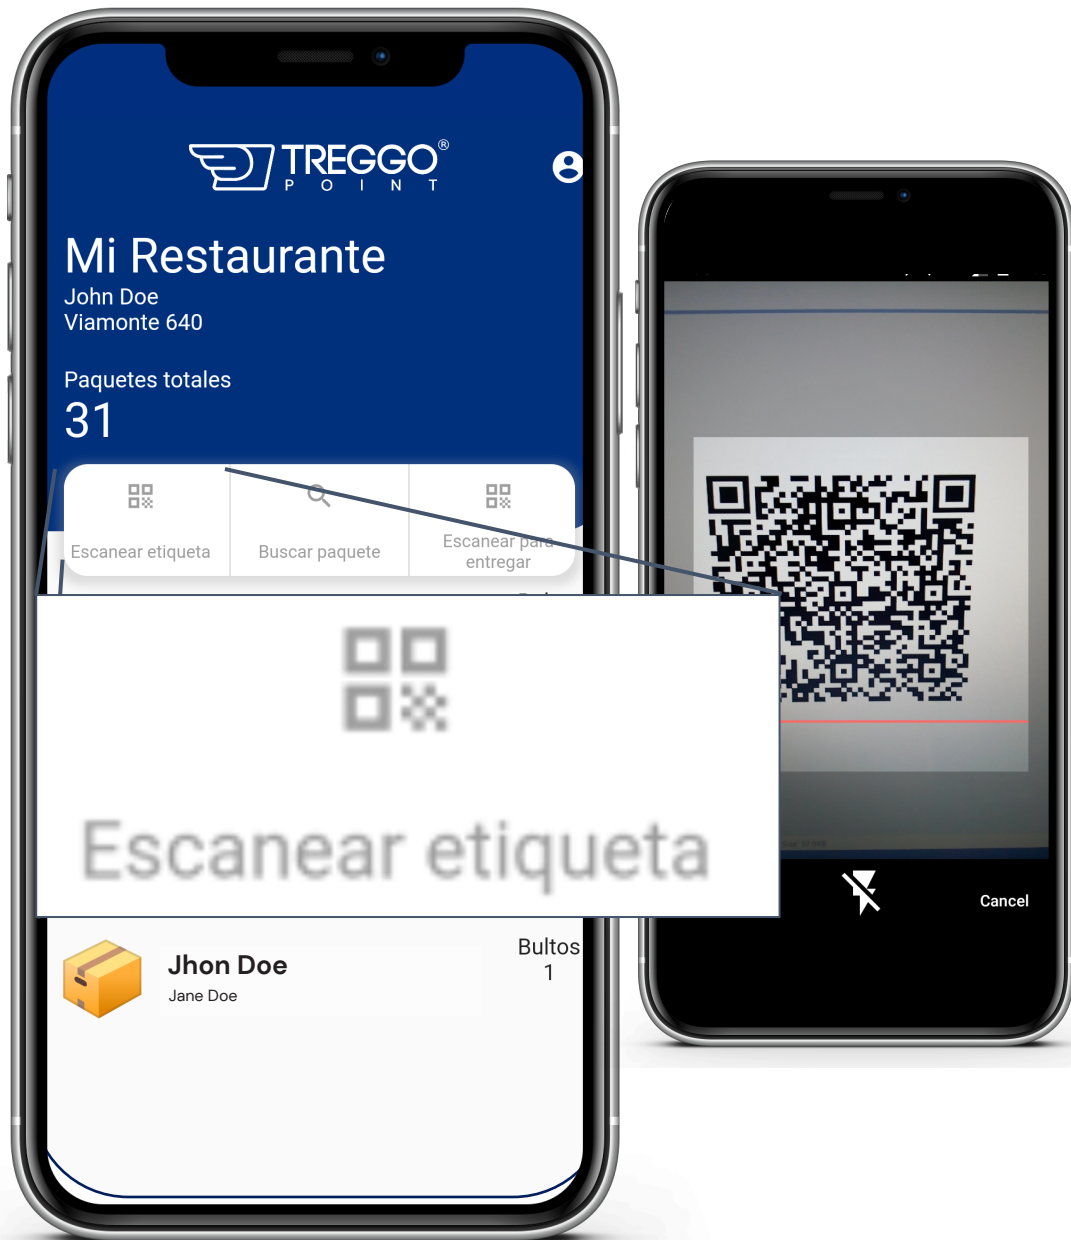 TREGGO®
POINT
Mi Restaurante
John Doe
Viamonte 640
Paquetes totales
31
Escanear etiqueta
Buscar paquete
Escanear para
entregar
Escanear etiqueta
Jhon Doe
Jane Doe
Bultos
1
Cancel